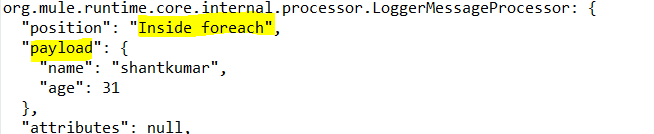 org.mule.runtime.core.internal.processor.LoggerMessageProcessor: {
"position": "Inside foreach",
"payload": {
"name": "shantkumar",
"age": 31
},
"attributes": null,